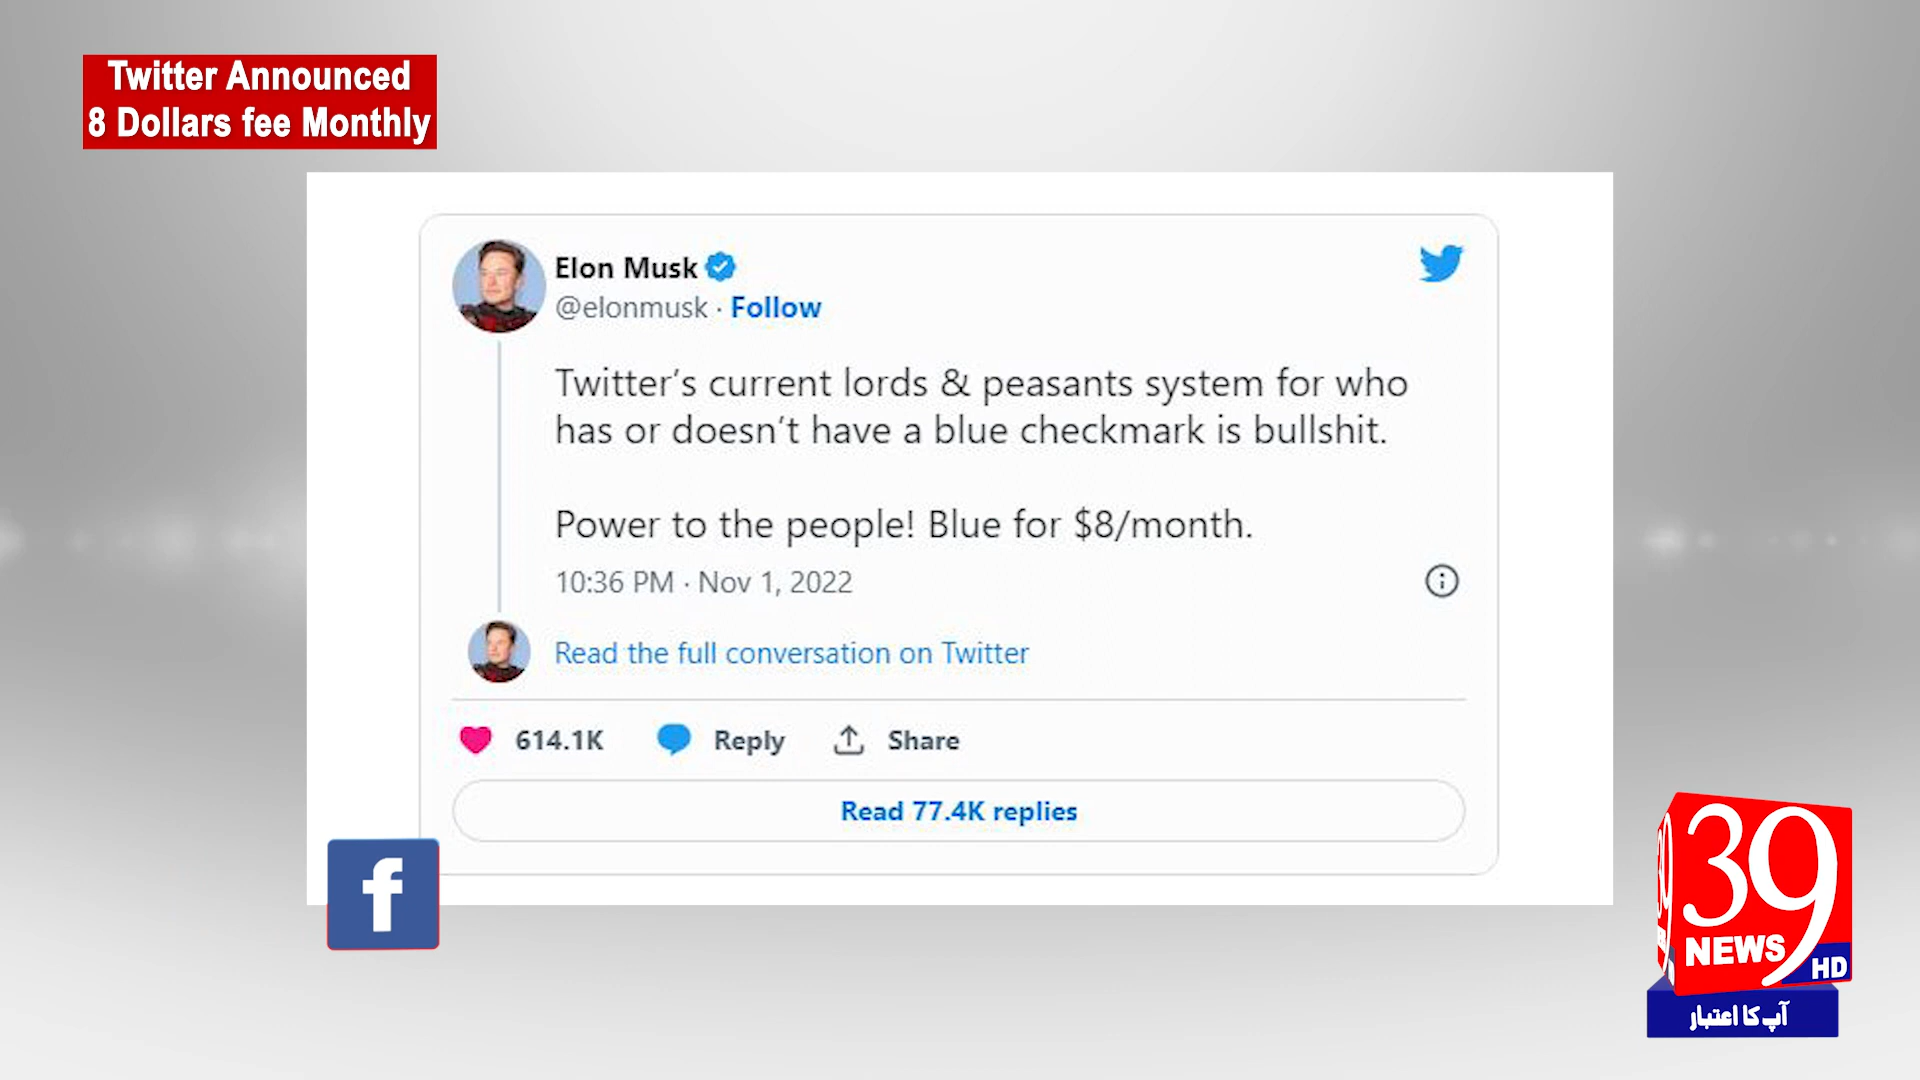 Twitter Announced
8 Dollars fee Monthly
Elon Musk
@elonmusk · Follow
Twitter's current lords & peasants system for who
has or doesn't have a blue checkmark is bullshit.
Power to the people! Blue for $8/month.
10:36 PM · Nov 1, 2022
Read the full conversation on Twitter
614.1K Reply Share
Read 77.4K replies
f
39
NEWS
HD
آپ کا اعتبار